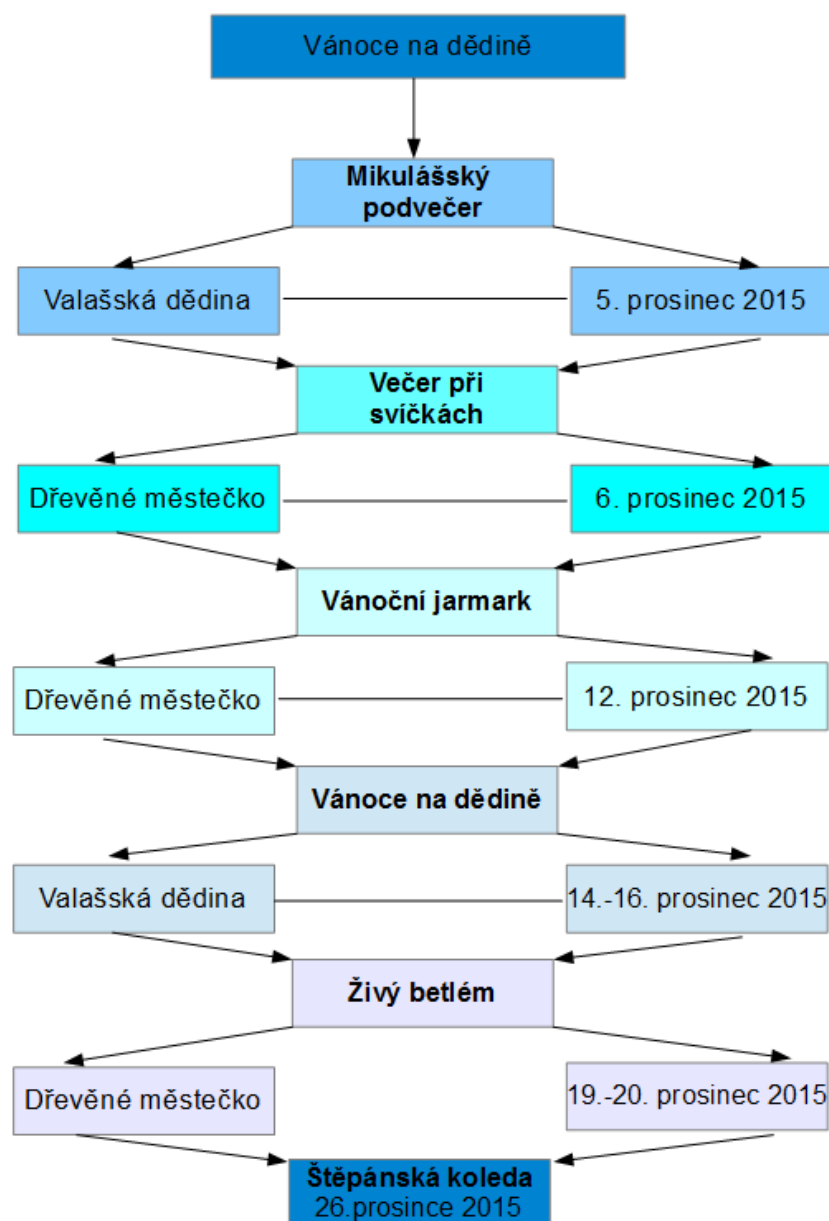 Vánoce na dědině
Mikulášský
podvečer
Valašská dědina
5. prosinec 2015
Večer při
svíčkách
Dřevěné městečko
6. prosinec 2015
Vánoční jarmark
Dřevěné městečko
12. prosinec 2015
Vánoce na dědině
Valašská dědina
14.-16. prosinec 2015
Živý betlém
Dřevěné městečko
19.-20. prosinec 2015
Štěpánská koleda
26.prosince 2015